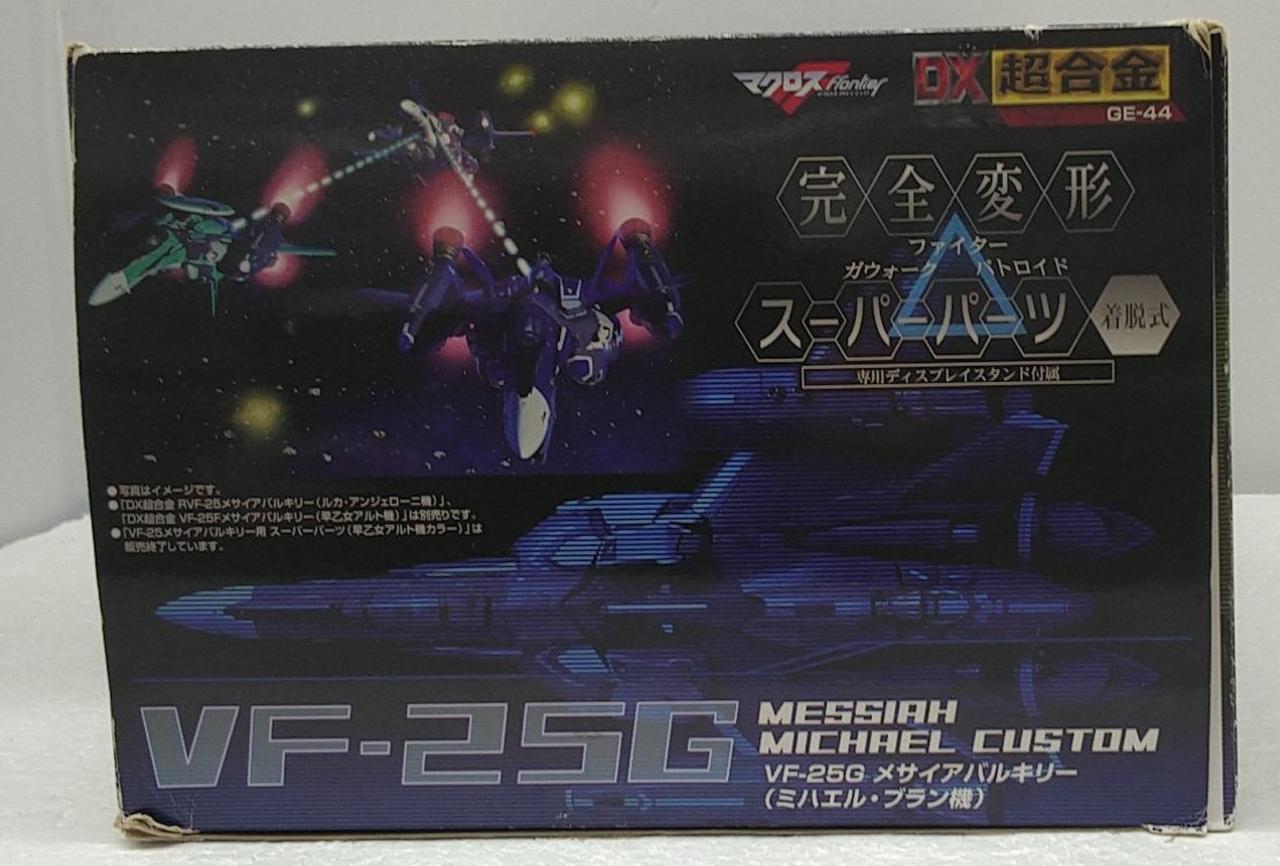 マクロスFrontier
DX超合金
GE-44
完全変形
ファイター
ガウォーク バトロイド
スーパーパーツ 着脱式
専用ディスプレイスタンド付属
●写真はイメージです。
●「DX超合金 RVF-25メサイアバルキリー(ルカ・アンジェローニ機)」、
「DX超合金 VF-25Fメサイアバルキリー(早乙女アルト機)」は別売りです。
●「VF-25メサイアバルキリー用 スーパーパーツ(早乙女アルト機カラー)」は
販売終了しています。
VF-25G
MESSIAH
MICHAEL CUSTOM
VF-25G メサイアバルキリー
(ミハエル・ブラン機)